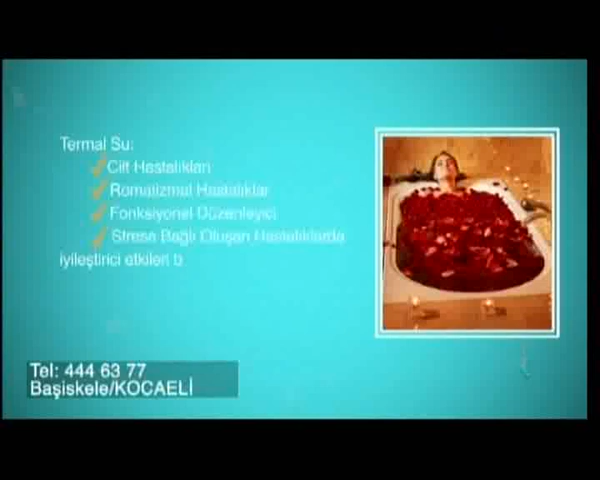 Termal Su:
Cilt Hastalıkları
Romatizmal Hastalıklar
Fonksiyonel Düzenleyici
Strese Bağlı Oluşan Hastalıklarda
iyileştirici etkileri b
Tel: 444 63 77
Başiskele/KOCAELİ